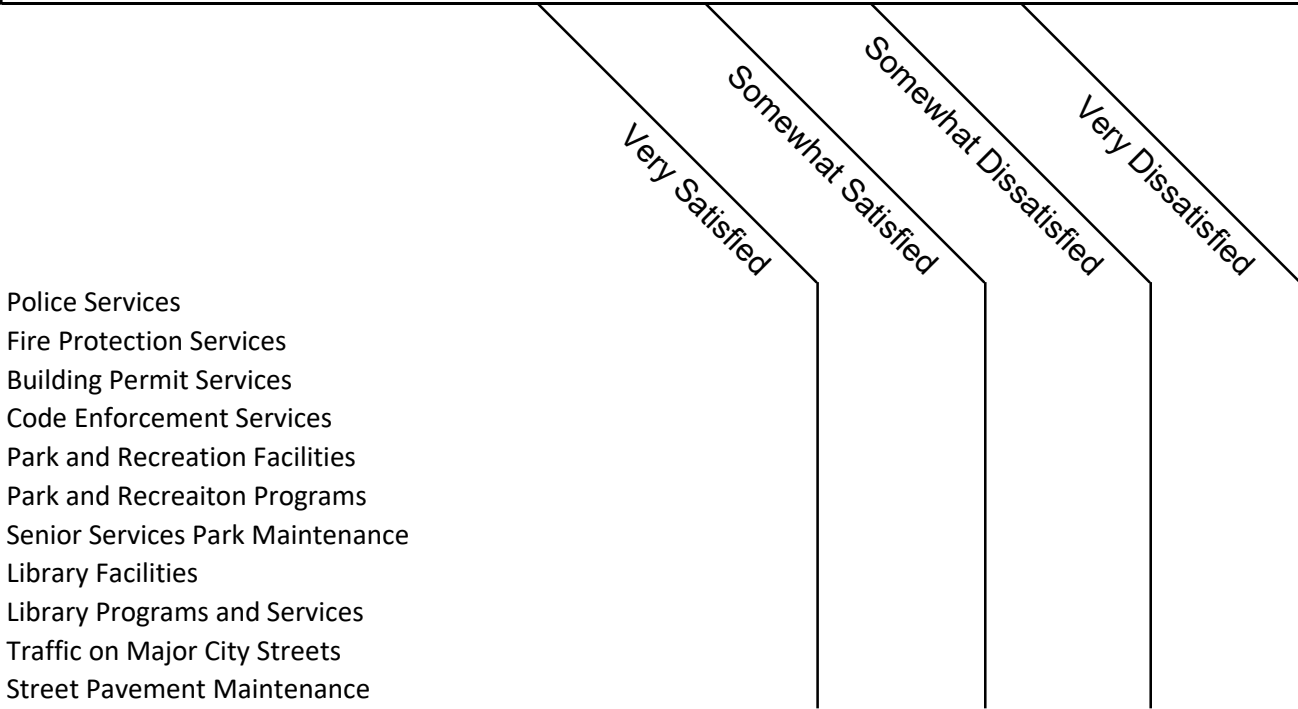 Very Satisfied
Somewhat Satisfied
Somewhat Dissatisfied
Very Dissatisfied
Police Services
Fire Protection Services
Building Permit Services
Code Enforcement Services
Park and Recreation Facilities
Park and Recreaiton Programs
Senior Services Park Maintenance
Library Facilities
Library Programs and Services
Traffic on Major City Streets
Street Pavement Maintenance